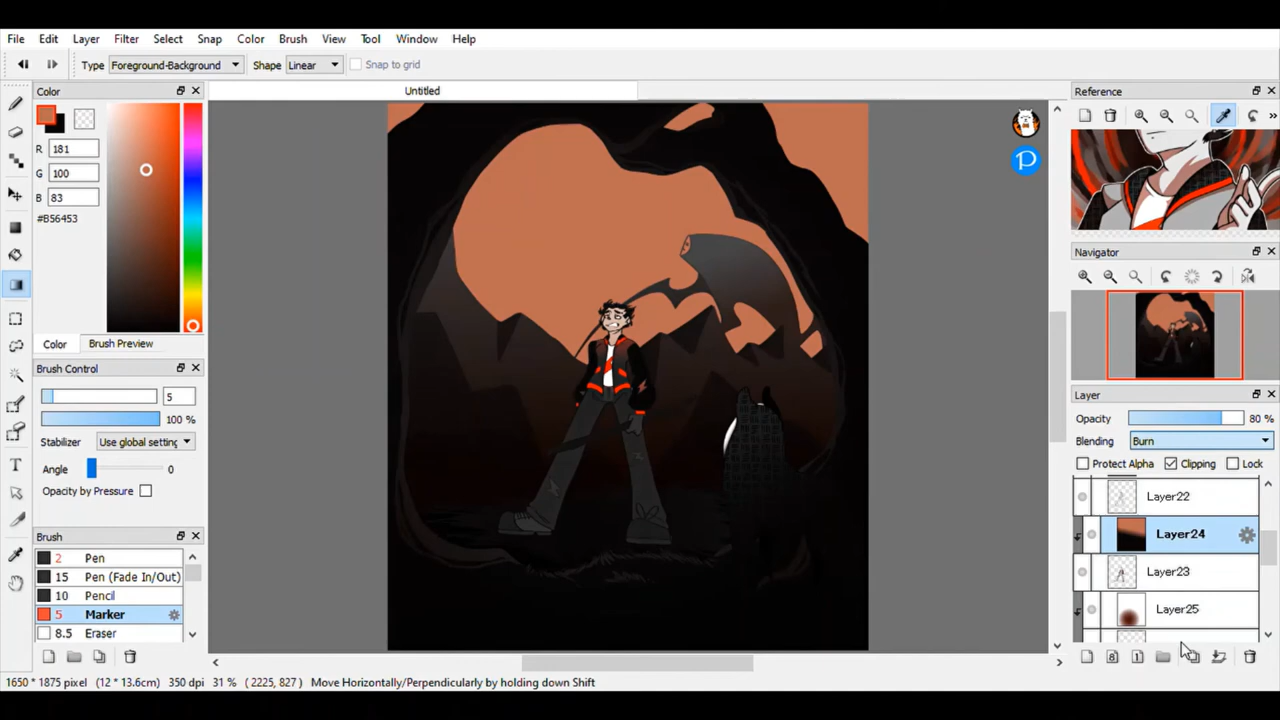 File Edit Layer Filter Select Snap Color Brush View Tool Window Help
Type Foreground-Background Shape Linear Snap to grid
Color
Untitled
Reference
R 181
G 100
B 83
#B56453
Color Brush Preview
Brush Control
5
100 %
Stabilizer Use global setting
Angle 0
Opacity by Pressure
Brush
2 Pen
15 Pen (Fade In/Out)
10 Pencil
5 Marker
8.5 Eraser
P
Navigator
Layer
Opacity 80 %
Blending Burn
Protect Alpha Clipping Lock
Layer22
Layer24
Layer23
Layer25
8 1
1650 * 1875 pixel (12 * 13.6cm) 350 dpi 31 % ( 2225, 827 ) Move Horizontally/Perpendicularly by holding down Shift